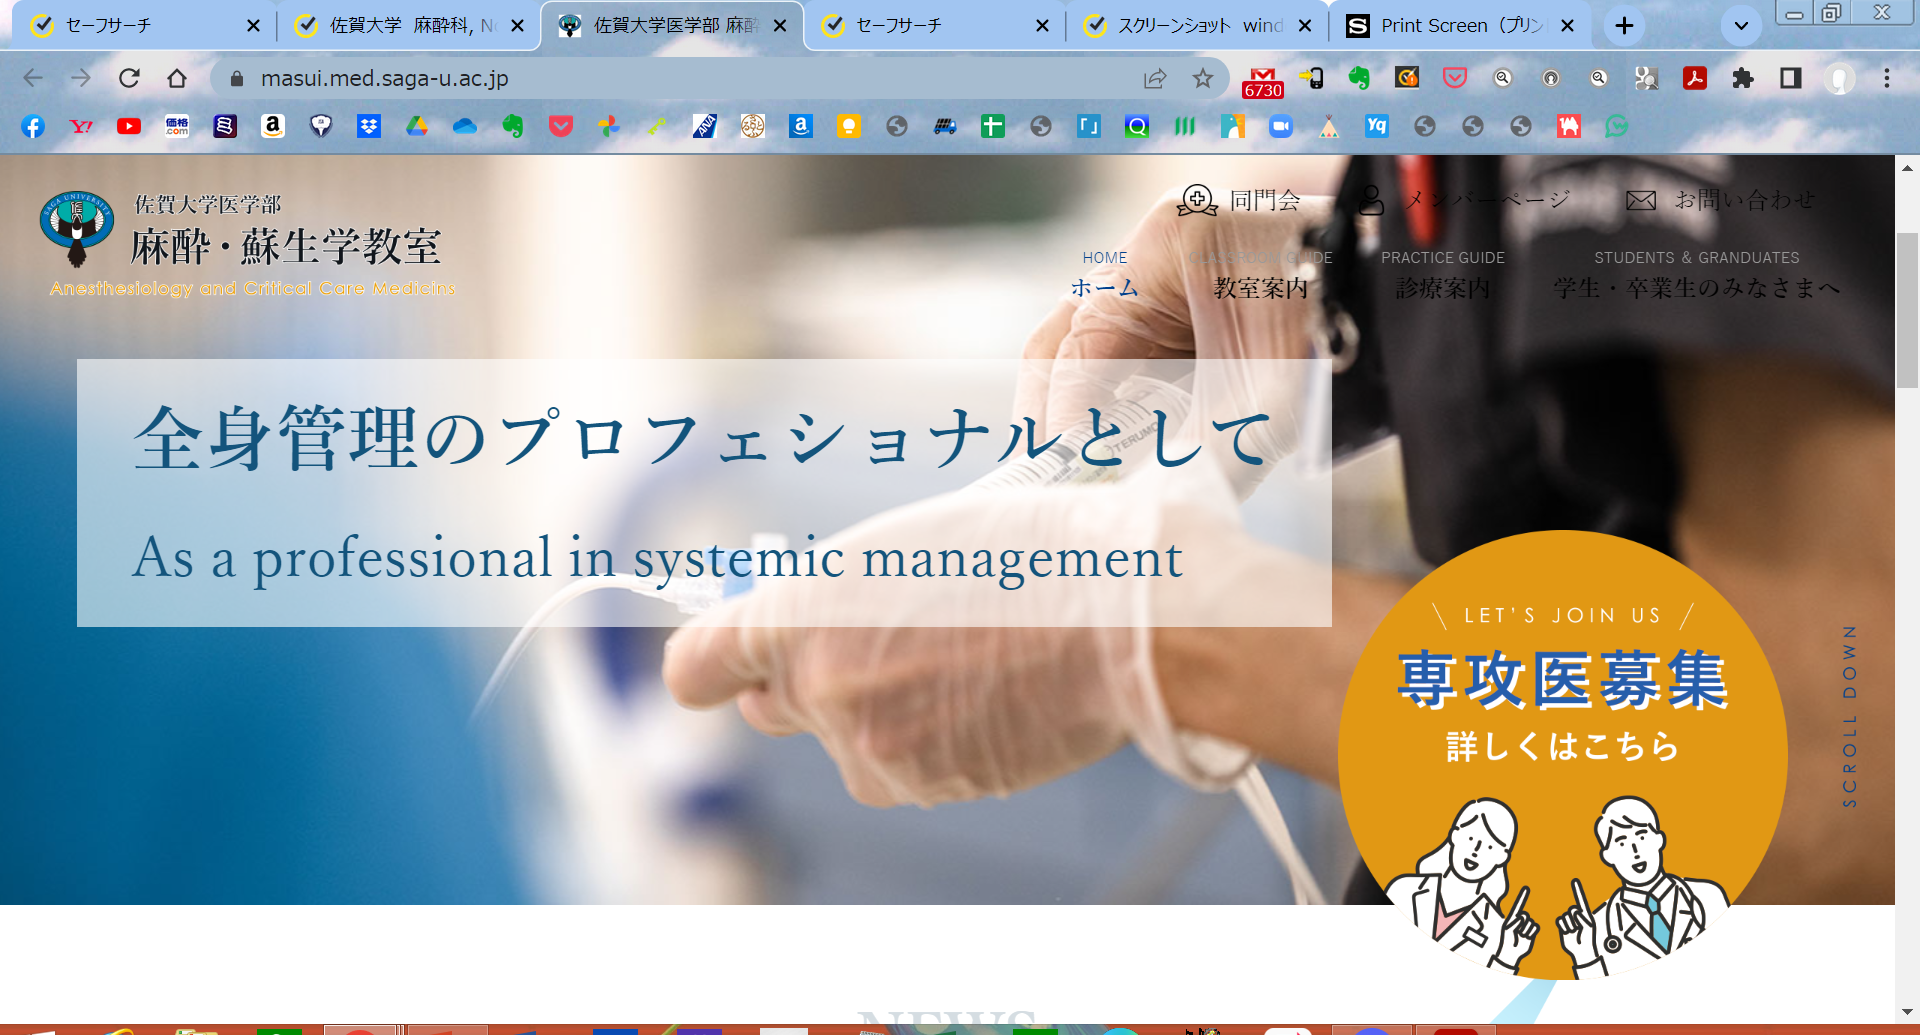 セーフサーチ
佐賀大学 麻酔科, N
佐賀大学医学部 麻酔
セーフサーチ
スクリーンショット wind
Print Screen（プリン
masui.med.saga-u.ac.jp
6730
佐賀大学医学部
麻酔・蘇生学教室
Anesthesiology and Critical Care Medicins
同門会
メンバーページ
お問い合わせ
HOME
ホーム
CLASSROOM GUIDE
教室案内
PRACTICE GUIDE
診療案内
STUDENTS & GRANDUATES
学生・卒業生のみなさまへ
全身管理のプロフェショナルとして
As a professional in systemic management
TERUMO
LET'S JOIN US
専攻医募集
詳しくはこちら
SCROLL DOWN
NEWS